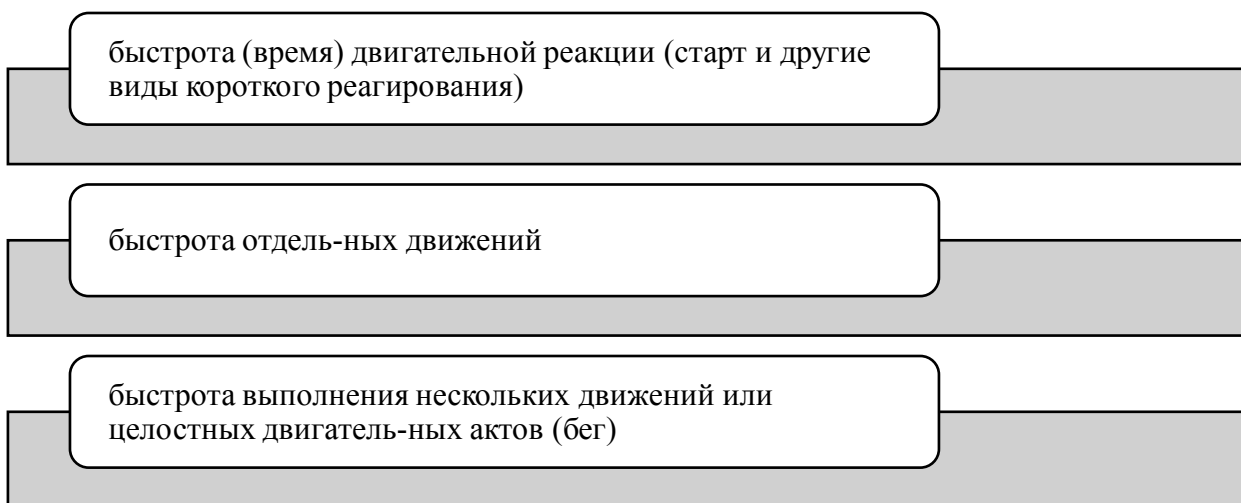 быстрота (время) двигательной реакции (старт и другие
виды короткого реагирования)
быстрота отдель-ных движений
быстрота выполнения нескольких движений или
целостных двигатель-ных актов (бег)